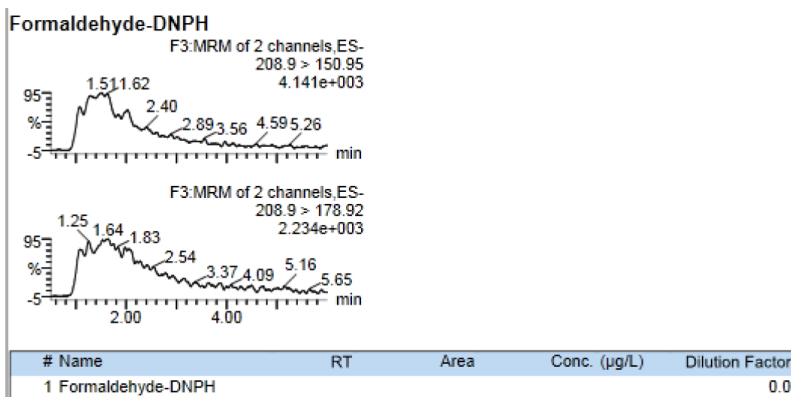 Formaldehyde-DNPH
F3:MRM of 2 channels,ES-
208.9 > 150.95
4.141e+003
1.51 1.62
95
2.40
%
2.89 3.56 4.59 5.26
-5
min
F3:MRM of 2 channels,ES-
208.9 > 178.92
2.234e+003
1.25 1.64 1.83
95
2.54
%
3.37 4.09 5.16 5.65
-5
min
2.00 4.00
# Name RT Area Conc. (µg/L) Dilution Factor
1 Formaldehyde-DNPH 0.0